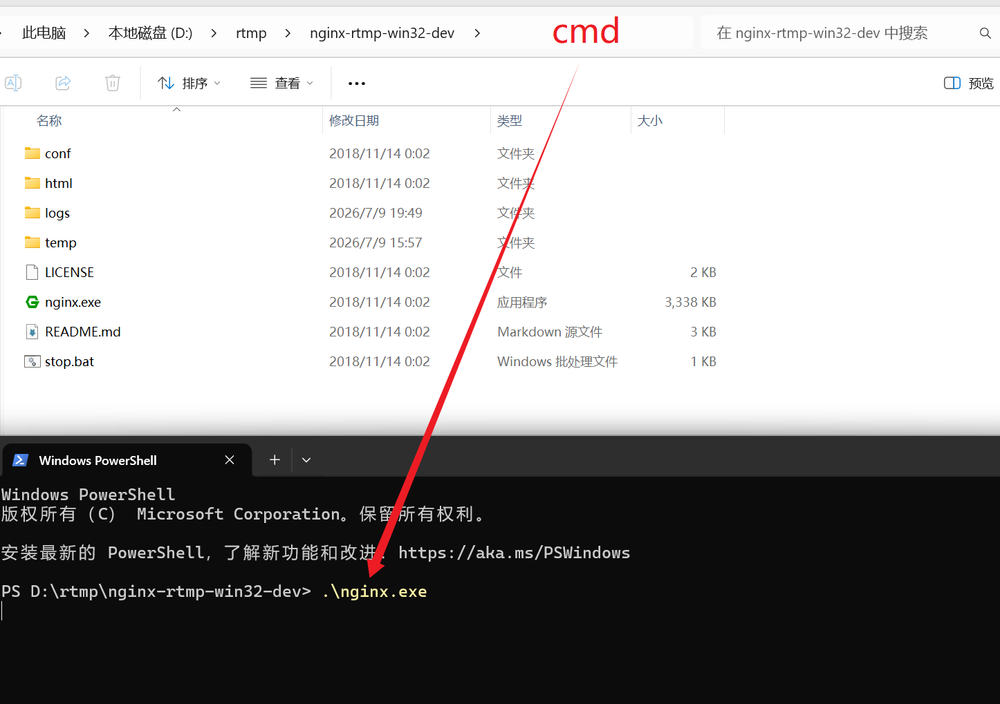 此电脑 > 本地磁盘 (D:) > rtmp > nginx-rtmp-win32-dev > cmd 在 nginx-rtmp-win32-dev 中搜索
排序 查看 ••• 预览
名称 修改日期 类型 大小
conf 2018/11/14 0:02 文件夹
html 2018/11/14 0:02 文件夹
logs 2026/7/9 19:49 文件夹
temp 2026/7/9 15:57 文件夹
LICENSE 2018/11/14 0:02 文件 2 KB
nginx.exe 2018/11/14 0:02 应用程序 3,338 KB
README.md 2018/11/14 0:02 Markdown 源文件 3 KB
stop.bat 2018/11/14 0:02 Windows 批处理文件 1 KB
Windows PowerShell
Windows PowerShell
版权所有（C） Microsoft Corporation。保留所有权利。
安装最新的 PowerShell，了解新功能和改进！https://aka.ms/PSWindows
PS D:\rtmp\nginx-rtmp-win32-dev> .\nginx.exe